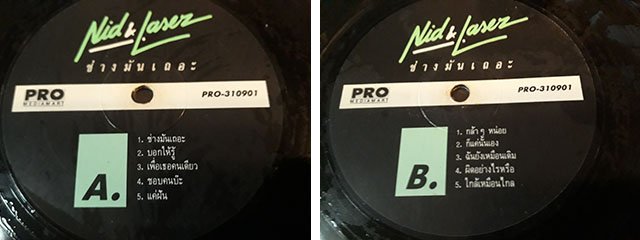 Nid & Laser
ช่างมันเถอะ
PRO
MEDIAMART
PRO-310901
A.
1. ช่างมันเถอะ
2. บอกให้รู้
3. เพื่อเธอคนเดียว
4. ชอบคนบ๊ะ
5. แค่ฝัน
Nid & Laser
ช่างมันเถอะ
PRO
MEDIAMART
PRO-310901
B.
1. กล้า ๆ หน่อย
2. ก็แค่นั้นเอง
3. ฉันยังเหมือนเดิม
4. ผิดอย่างไรหรือ
5. ใกล้เหมือนไกล